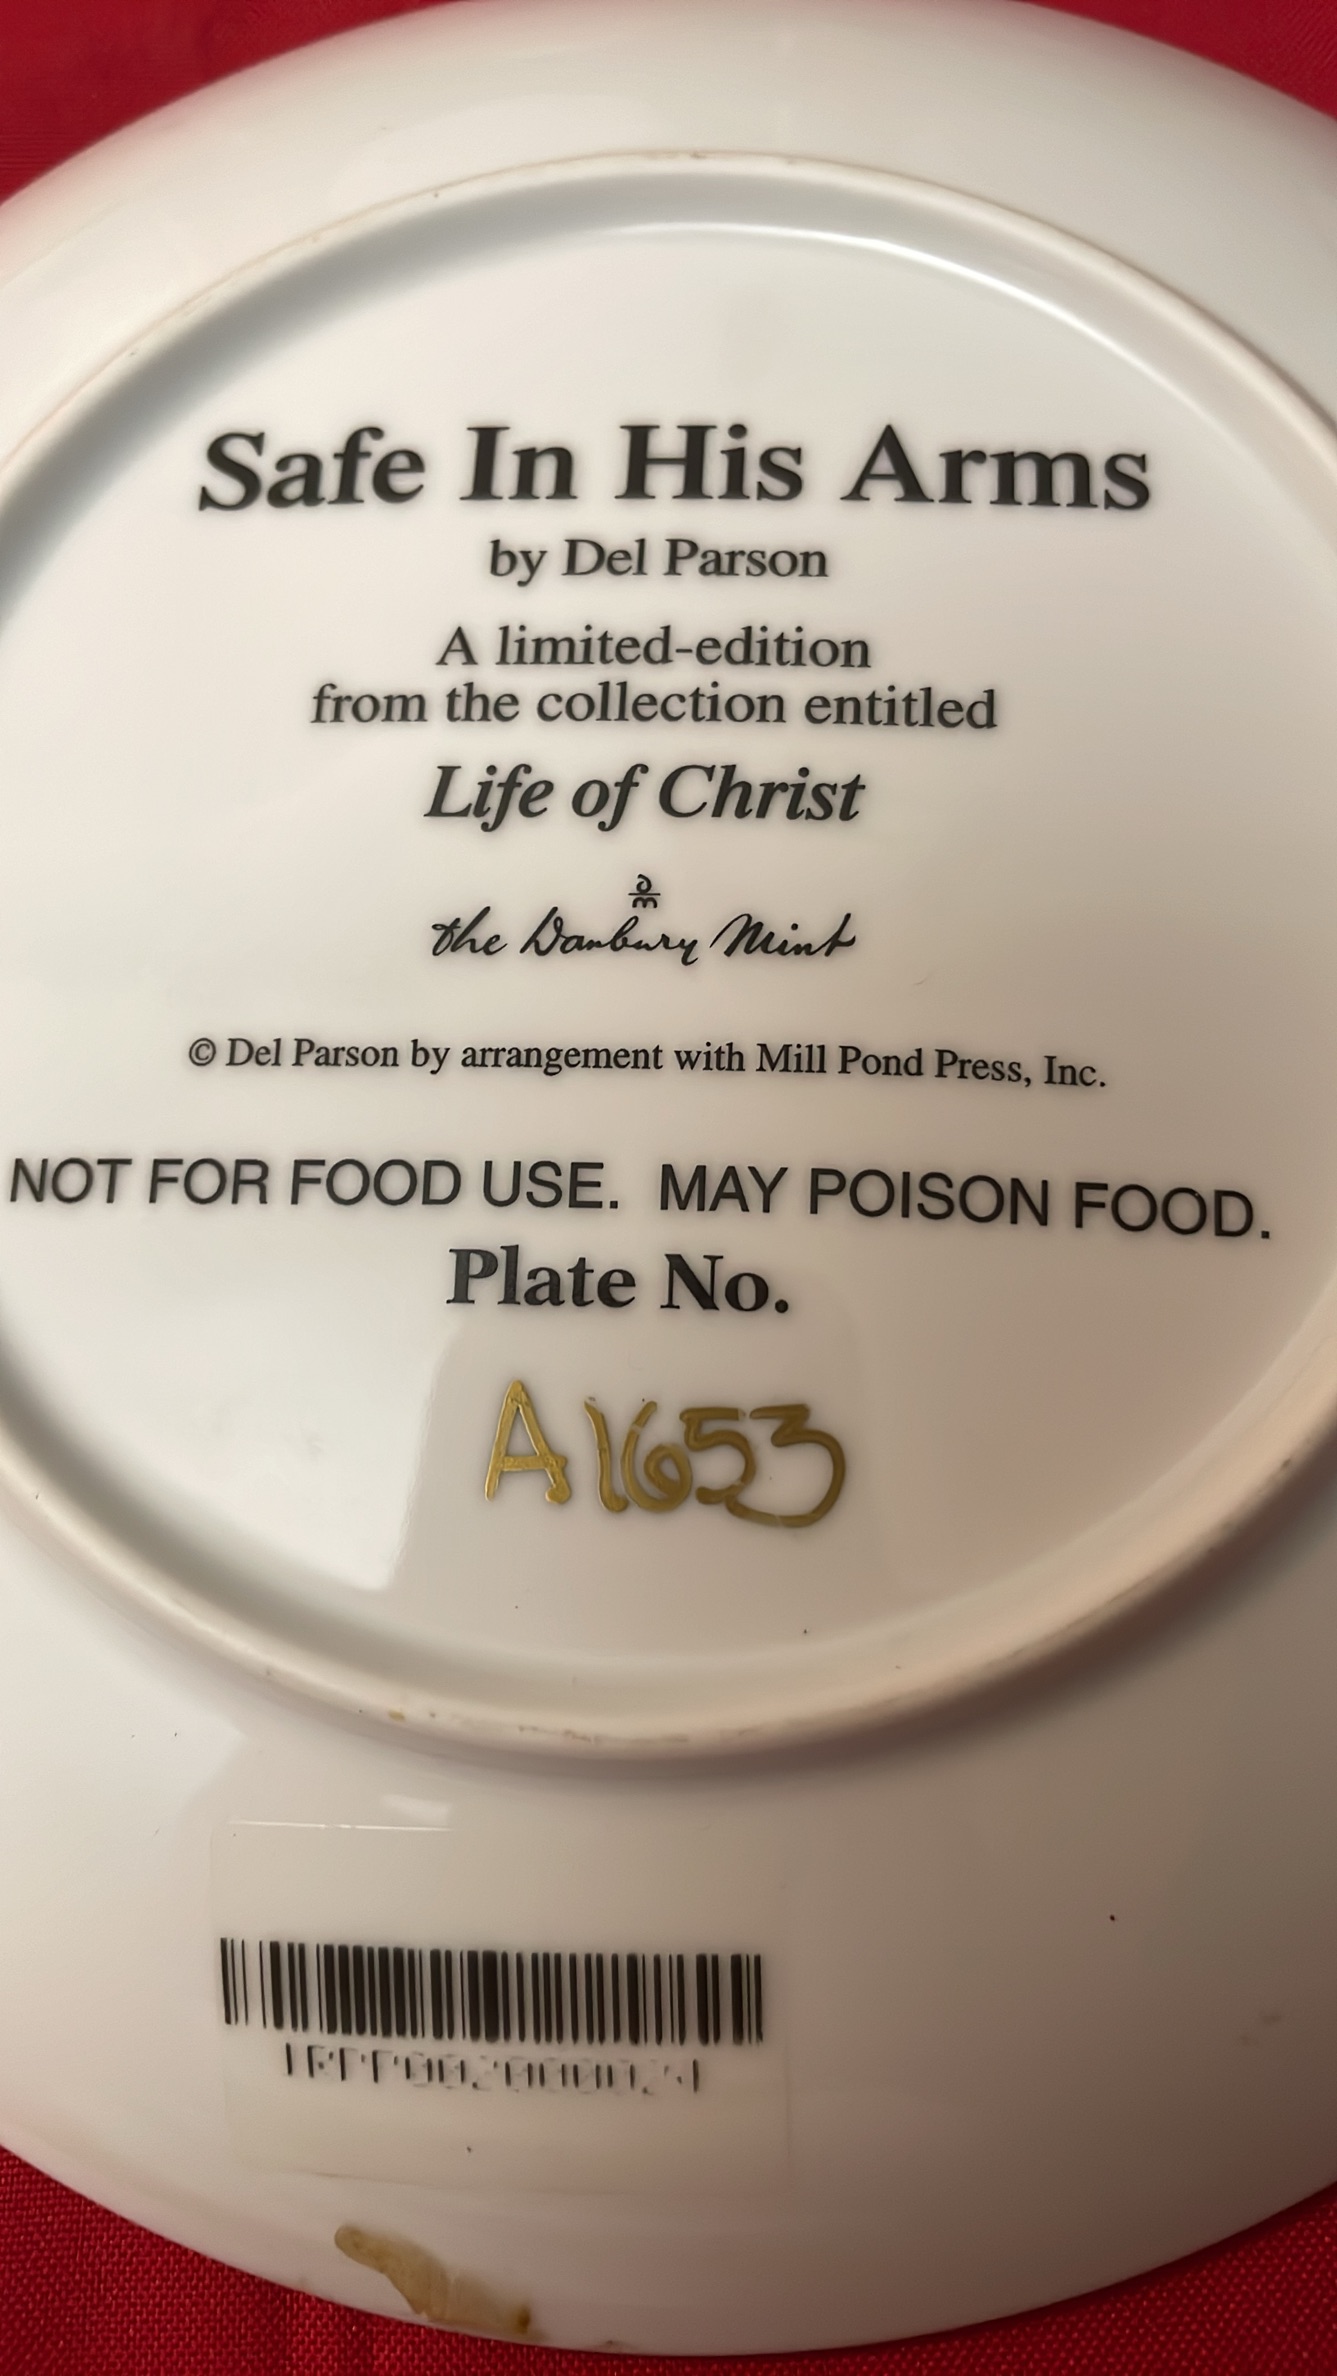 Safe In His Arms
by Del Parson
A limited-edition
from the collection entitled
Life of Christ
the Danbury Mint
© Del Parson by arrangement with Mill Pond Press, Inc.
NOT FOR FOOD USE. MAY POISON FOOD.
Plate No.
A1653